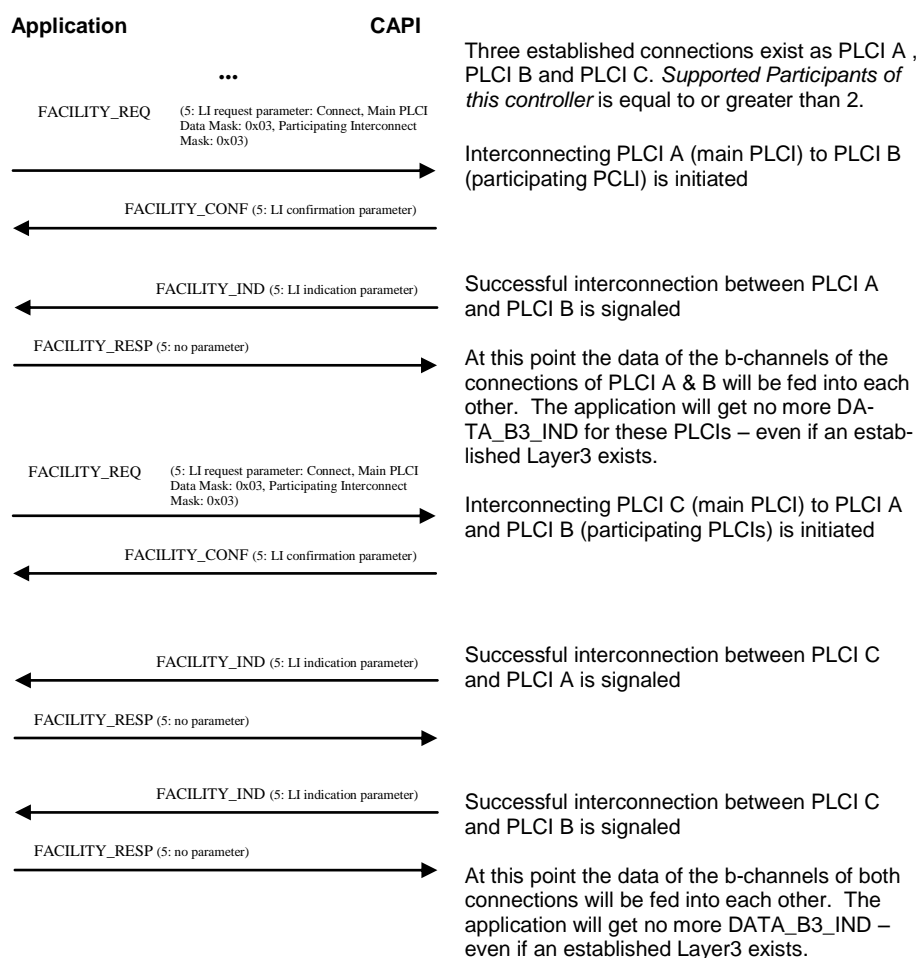 Application CAPI
Three established connections exist as PLCI A ,
PLCI B and PLCI C. Supported Participants of
this controller is equal to or greater than 2.
...
FACILITY_REQ (5: LI request parameter: Connect, Main PLCI
Data Mask: 0x03, Participating Interconnect
Mask: 0x03)
Interconnecting PLCI A (main PLCI) to PLCI B
(participating PCLI) is initiated
FACILITY_CONF (5: LI confirmation parameter)
FACILITY_IND (5: LI indication parameter)
Successful interconnection between PLCI A
and PLCI B is signaled
FACILITY_RESP (5: no parameter)
At this point the data of the b-channels of the
connections of PLCI A & B will be fed into each
other. The application will get no more DA-
TA_B3_IND for these PLCIs – even if an estab-
lished Layer3 exists.
FACILITY_REQ (5: LI request parameter: Connect, Main PLCI
Data Mask: 0x03, Participating Interconnect
Mask: 0x03)
Interconnecting PLCI C (main PLCI) to PLCI A
and PLCI B (participating PLCIs) is initiated
FACILITY_CONF (5: LI confirmation parameter)
FACILITY_IND (5: LI indication parameter)
Successful interconnection between PLCI C
and PLCI A is signaled
FACILITY_RESP (5: no parameter)
FACILITY_IND (5: LI indication parameter)
Successful interconnection between PLCI C
and PLCI B is signaled
FACILITY_RESP (5: no parameter)
At this point the data of the b-channels of both
connections will be fed into each other. The
application will get no more DATA_B3_IND –
even if an established Layer3 exists.